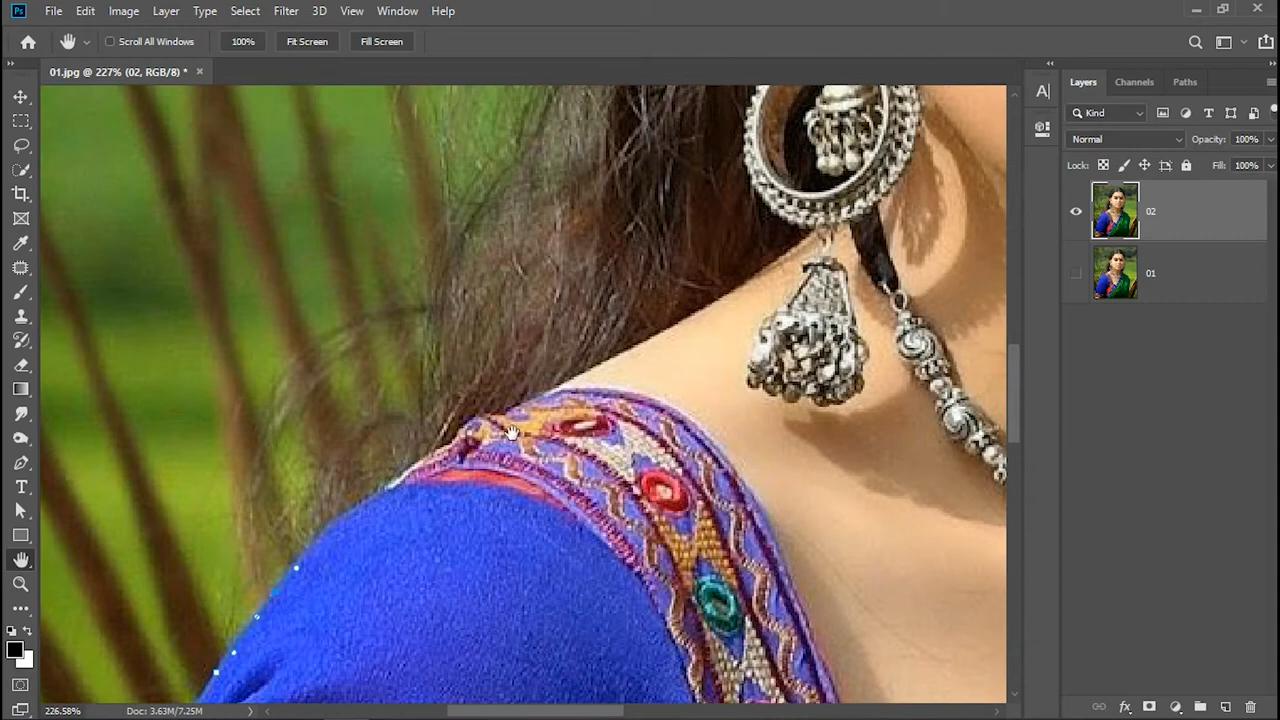 Ps File Edit Image Layer Type Select Filter 3D View Window Help
Scroll All Windows 100% Fit Screen Fill Screen
01.jpg @ 227% (02, RGB/8) * ×
Layers Channels Paths
Kind
Normal Opacity: 100%
Lock: Fill: 100%
02
01
226.58% Doc: 3.63M/7.25M